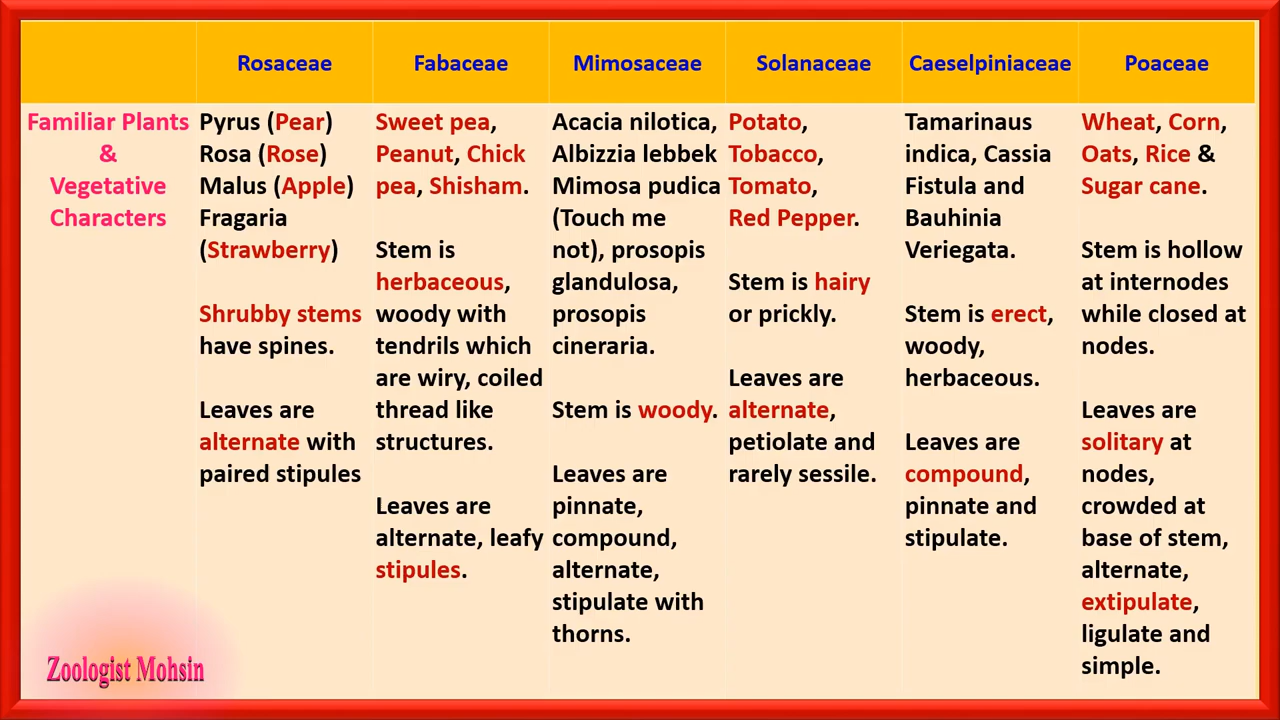 Rosaceae
Fabaceae
Mimosaceae
Solanaceae
Caeselpiniaceae
Poaceae
Familiar Plants
&
Vegetative
Characters
Pyrus (Pear)
Rosa (Rose)
Malus (Apple)
Fragaria
(Strawberry)
Shrubby stems
have spines.
Leaves are
alternate with
paired stipules
Sweet pea,
Peanut, Chick
pea, Shisham.
Stem is
herbaceous,
woody with
tendrils which
are wiry, coiled
thread like
structures.
Leaves are
alternate, leafy
stipules.
Acacia nilotica,
Albizzia lebbek
Mimosa pudica
(Touch me
not), prosopis
glandulosa,
prosopis
cineraria.
Stem is woody.
Leaves are
pinnate,
compound,
alternate,
stipulate with
thorns.
Potato,
Tobacco,
Tomato,
Red Pepper.
Stem is hairy
or prickly.
Leaves are
alternate,
petiolate and
rarely sessile.
Tamarinaus
indica, Cassia
Fistula and
Bauhinia
Veriegata.
Stem is erect,
woody,
herbaceous.
Leaves are
compound,
pinnate and
stipulate.
Wheat, Corn,
Oats, Rice &
Sugar cane.
Stem is hollow
at internodes
while closed at
nodes.
Leaves are
solitary at
nodes,
crowded at
base of stem,
alternate,
extipulate,
ligulate and
simple.
Zoologist Mohsin